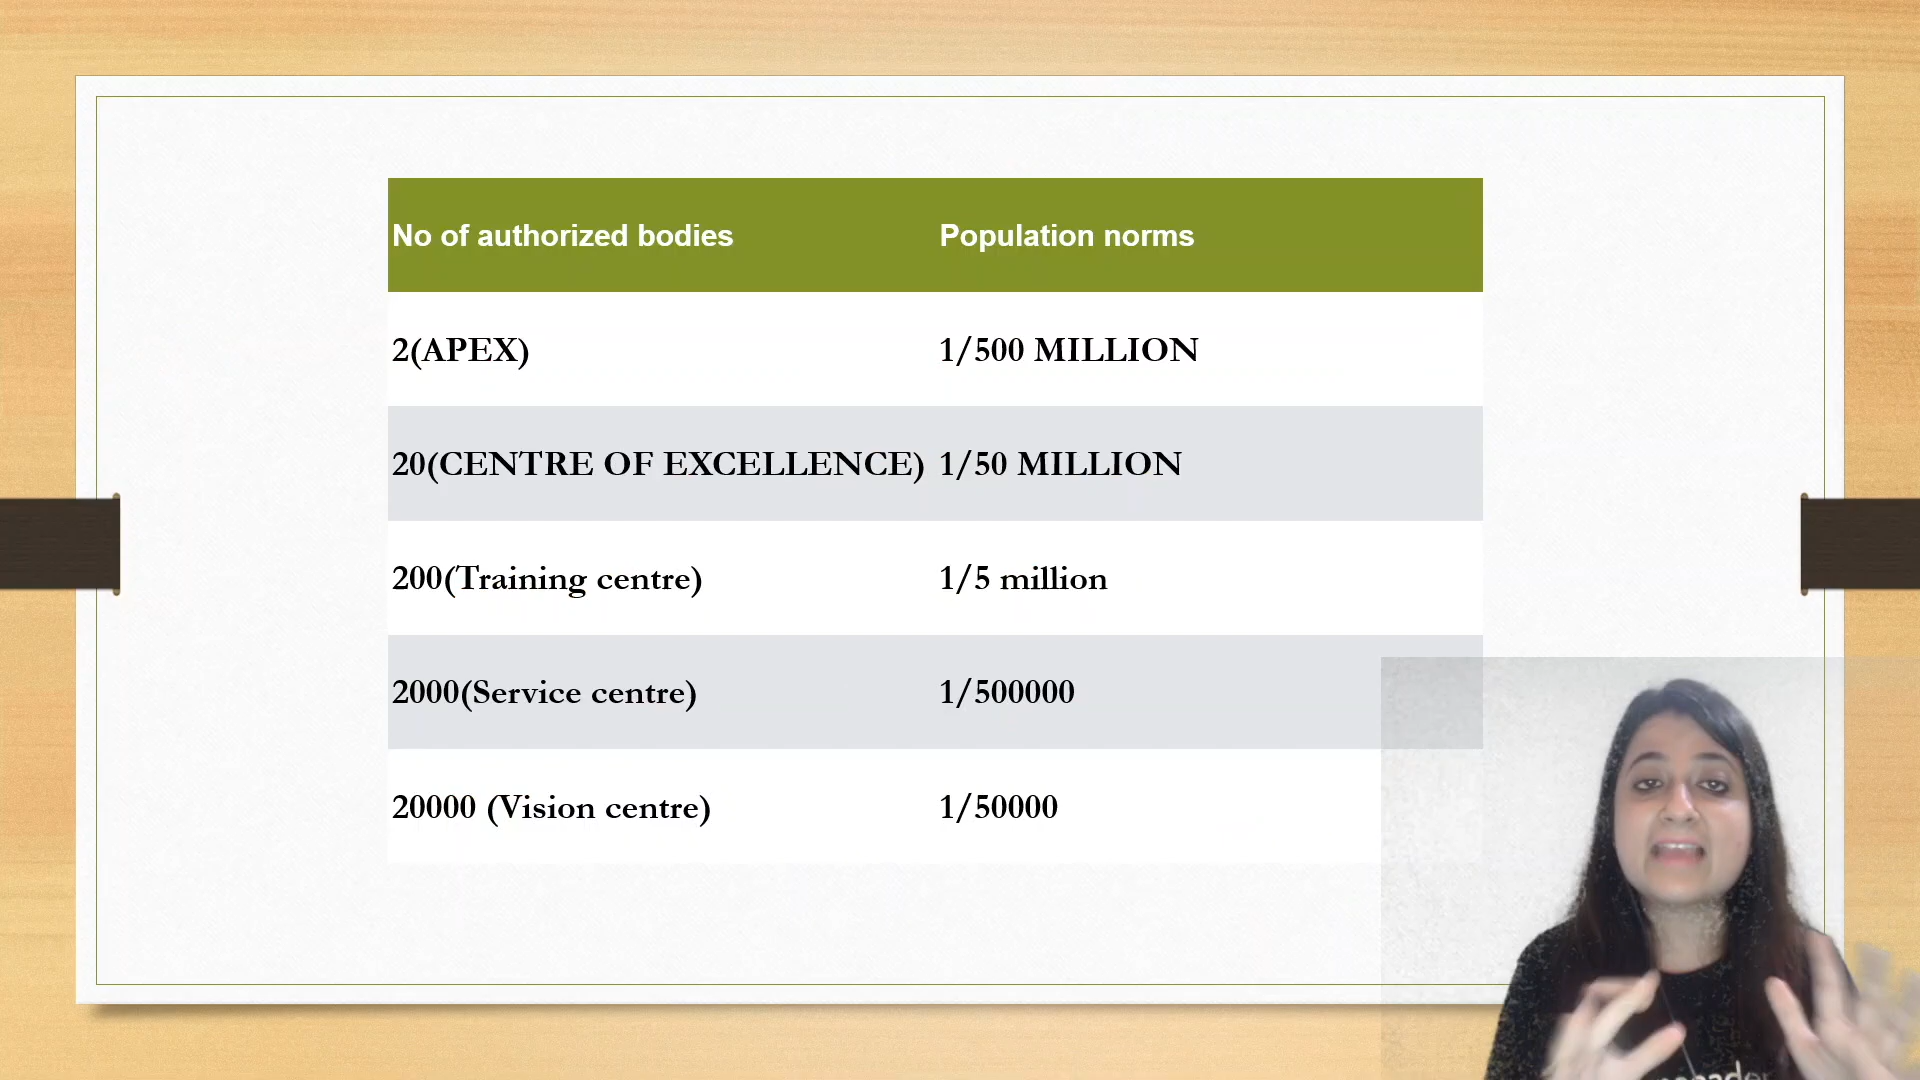 No of authorized bodies Population norms
2(APEX) 1/500 MILLION
20(CENTRE OF EXCELLENCE) 1/50 MILLION
200(Training centre) 1/5 million
2000(Service centre) 1/500000
20000 (Vision centre) 1/50000